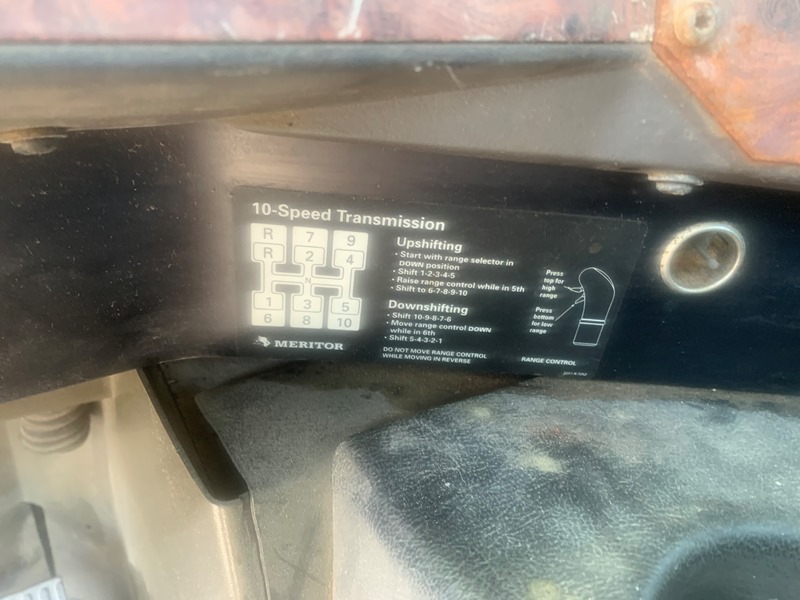 10-Speed Transmission
R 7 9
R 2 4
N
1 3 5
6 8 10
MERITOR
Upshifting
• Start with range selector in
DOWN position
• Shift 1-2-3-4-5
• Raise range control while in 5th
• Shift to 6-7-8-9-10
Downshifting
• Shift 10-9-8-7-6
• Move range control DOWN
while in 6th
• Shift 5-4-3-2-1
DO NOT MOVE RANGE CONTROL
WHILE MOVING IN REVERSE
Press
top for
high
range
Press
bottom
for low
range
RANGE CONTROL